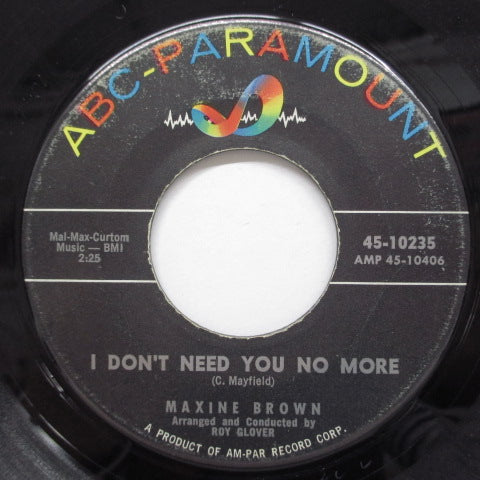 ABC-PARAMOUNT
Mal-Max-Curtom
Music — BMI
2:25
45-10235
AMP 45-10406
I DON'T NEED YOU NO MORE
(C. Mayfield)
MAXINE BROWN
Arranged and Conducted by
ROY GLOVER
A PRODUCT OF AM-PAR RECORD CORP.